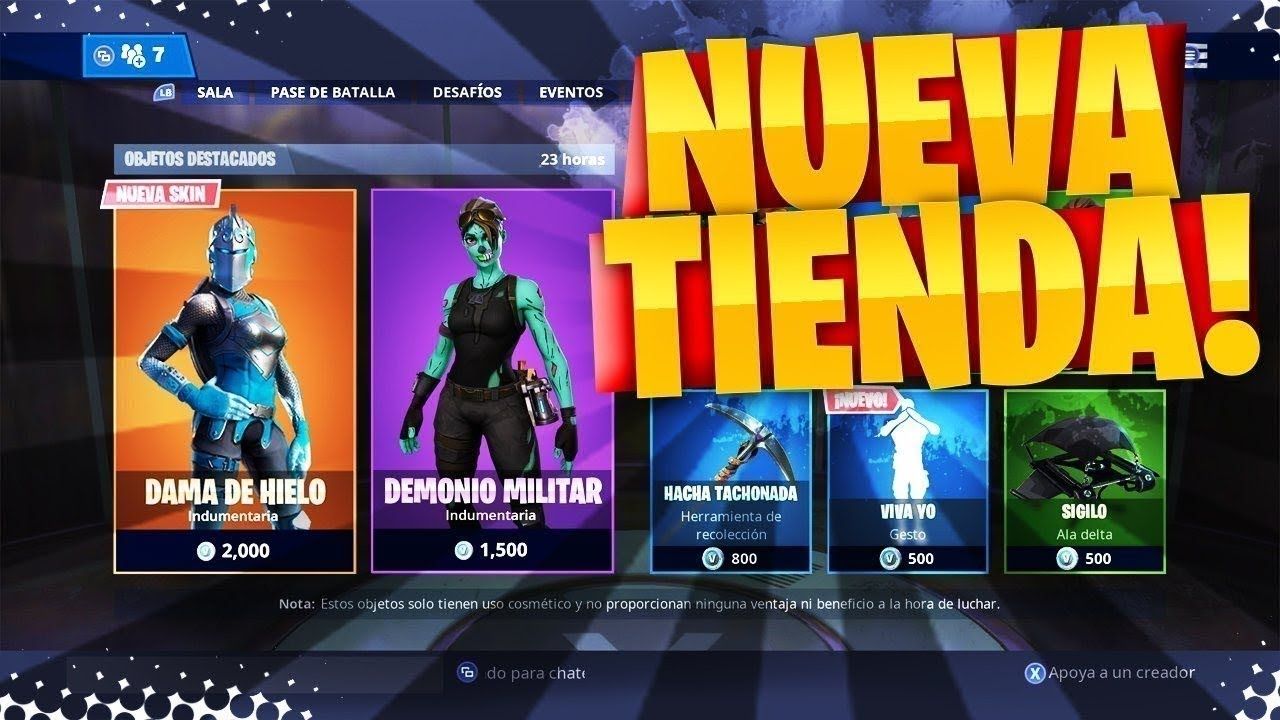 7
LB SALA PASE DE BATALLA DESAFÍOS EVENTOS
NUEVA
TIENDA!
OBJETOS DESTACADOS 23 horas
NUEVA SKIN
DAMA DE HIELO
Indumentaria
2,000
DEMONIO MILITAR
Indumentaria
1,500
HACHA TACHONADA
Herramienta de
recolección
800
¡NUEVO!
VIVA YO
Gesto
500
SIGILO
Ala delta
500
Nota: Estos objetos solo tienen uso cosmético y no proporcionan ninguna ventaja ni beneficio a la hora de luchar.
do para chate
X Apoya a un creador